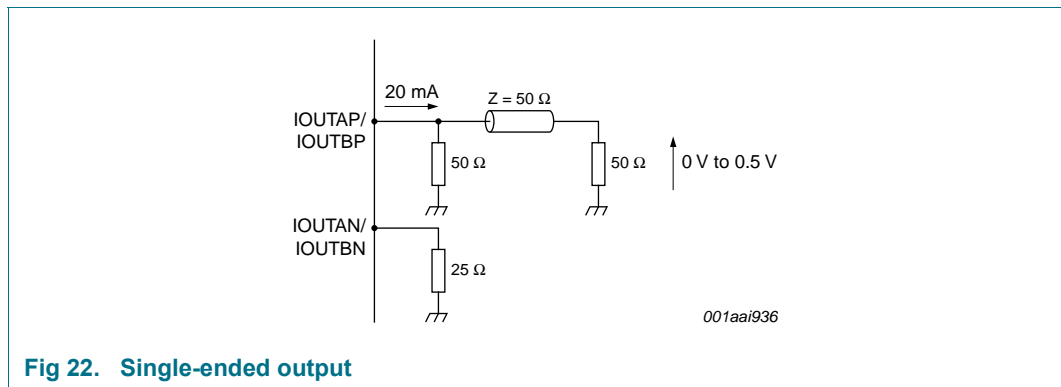 20 mA
Z = 50 Ω
IOUTAP/
IOUTBP
50 Ω
50 Ω
0 V to 0.5 V
IOUTAN/
IOUTBN
25 Ω
001aai936
Fig 22. Single-ended output